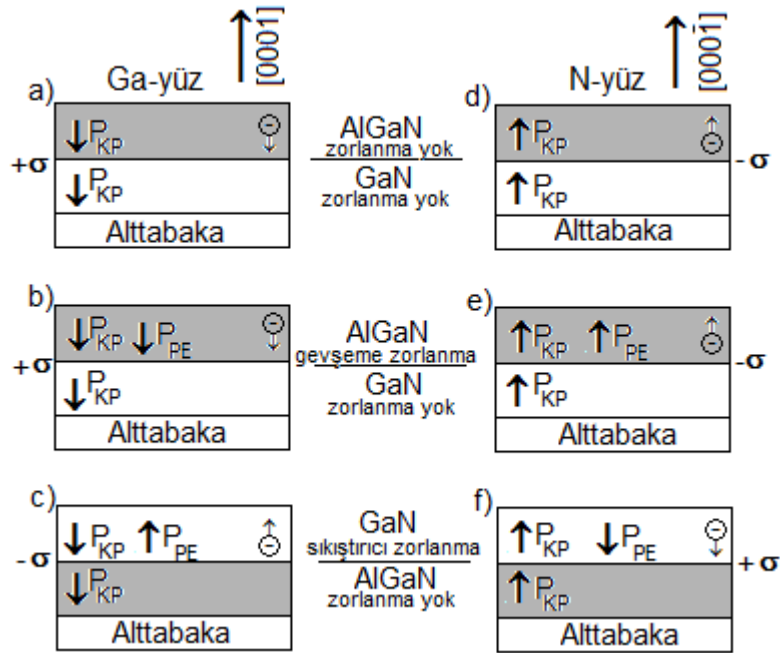 [0001]
[0001̄]
Ga-yüz
N-yüz
a)
↓P_KP ⊖↓
+σ
↓P_KP
Alttabaka
AlGaN
zorlanma yok
GaN
zorlanma yok
d)
↑P_KP ↑⊖
-σ
↑P_KP
Alttabaka
b)
↓P_KP ↓P_PE ⊖↓
+σ
↓P_KP
Alttabaka
AlGaN
gevşeme zorlanma
GaN
zorlanma yok
e)
↑P_KP ↑P_PE ↑⊖
-σ
↑P_KP
Alttabaka
c)
↓P_KP ↑P_PE ↑⊖
-σ
↓P_KP
Alttabaka
GaN
sıkıştırıcı zorlanma
AlGaN
zorlanma yok
f)
↑P_KP ↓P_PE ⊖↓
+σ
↑P_KP
Alttabaka